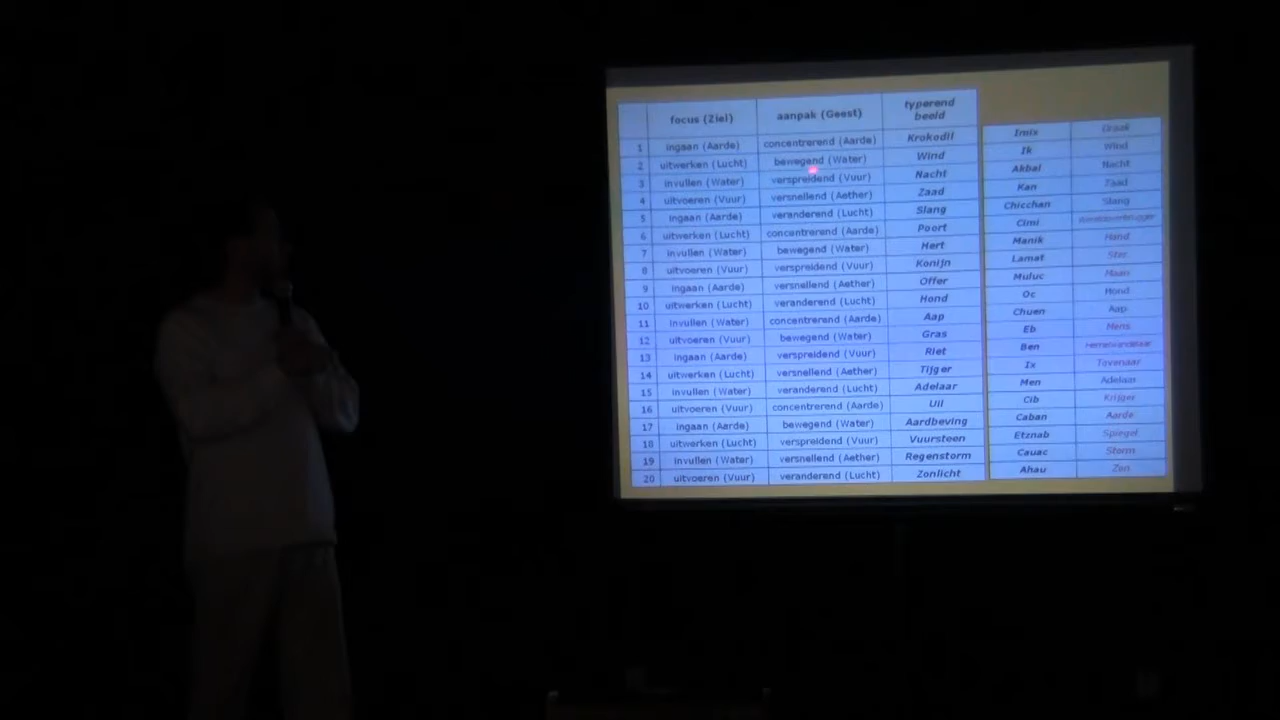 focus (Ziel) aanpak (Geest) typerend beeld
1 ingaan (Aarde) concentrerend (Aarde) Krokodil Imix Draak
2 uitwerken (Lucht) bewegend (Water) Wind Ik Wind
3 invullen (Water) verspreidend (Vuur) Nacht Akbal Nacht
4 uitvoeren (Vuur) versnellend (Aether) Zaad Kan Zaad
5 ingaan (Aarde) veranderend (Lucht) Slang Chicchan Slang
6 uitwerken (Lucht) concentrerend (Aarde) Poort Cimi Wereldoverbrugger
7 invullen (Water) bewegend (Water) Hert Manik Hand
8 uitvoeren (Vuur) verspreidend (Vuur) Konijn Lamat Ster
9 ingaan (Aarde) versnellend (Aether) Offer Muluc Maan
10 uitwerken (Lucht) veranderend (Lucht) Hond Oc Hond
11 invullen (Water) concentrerend (Aarde) Aap Chuen Aap
12 uitvoeren (Vuur) bewegend (Water) Gras Eb Mens
13 ingaan (Aarde) verspreidend (Vuur) Riet Ben Hemelwandelaar
14 uitwerken (Lucht) versnellend (Aether) Tijger Ix Tovenaar
15 invullen (Water) veranderend (Lucht) Adelaar Men Adelaar
16 uitvoeren (Vuur) concentrerend (Aarde) Uil Cib Krijger
17 ingaan (Aarde) bewegend (Water) Aardbeving Caban Aarde
18 uitwerken (Lucht) verspreidend (Vuur) Vuursteen Etznab Spiegel
19 invullen (Water) versnellend (Aether) Regenstorm Cauac Storm
20 uitvoeren (Vuur) veranderend (Lucht) Zonlicht Ahau Zon